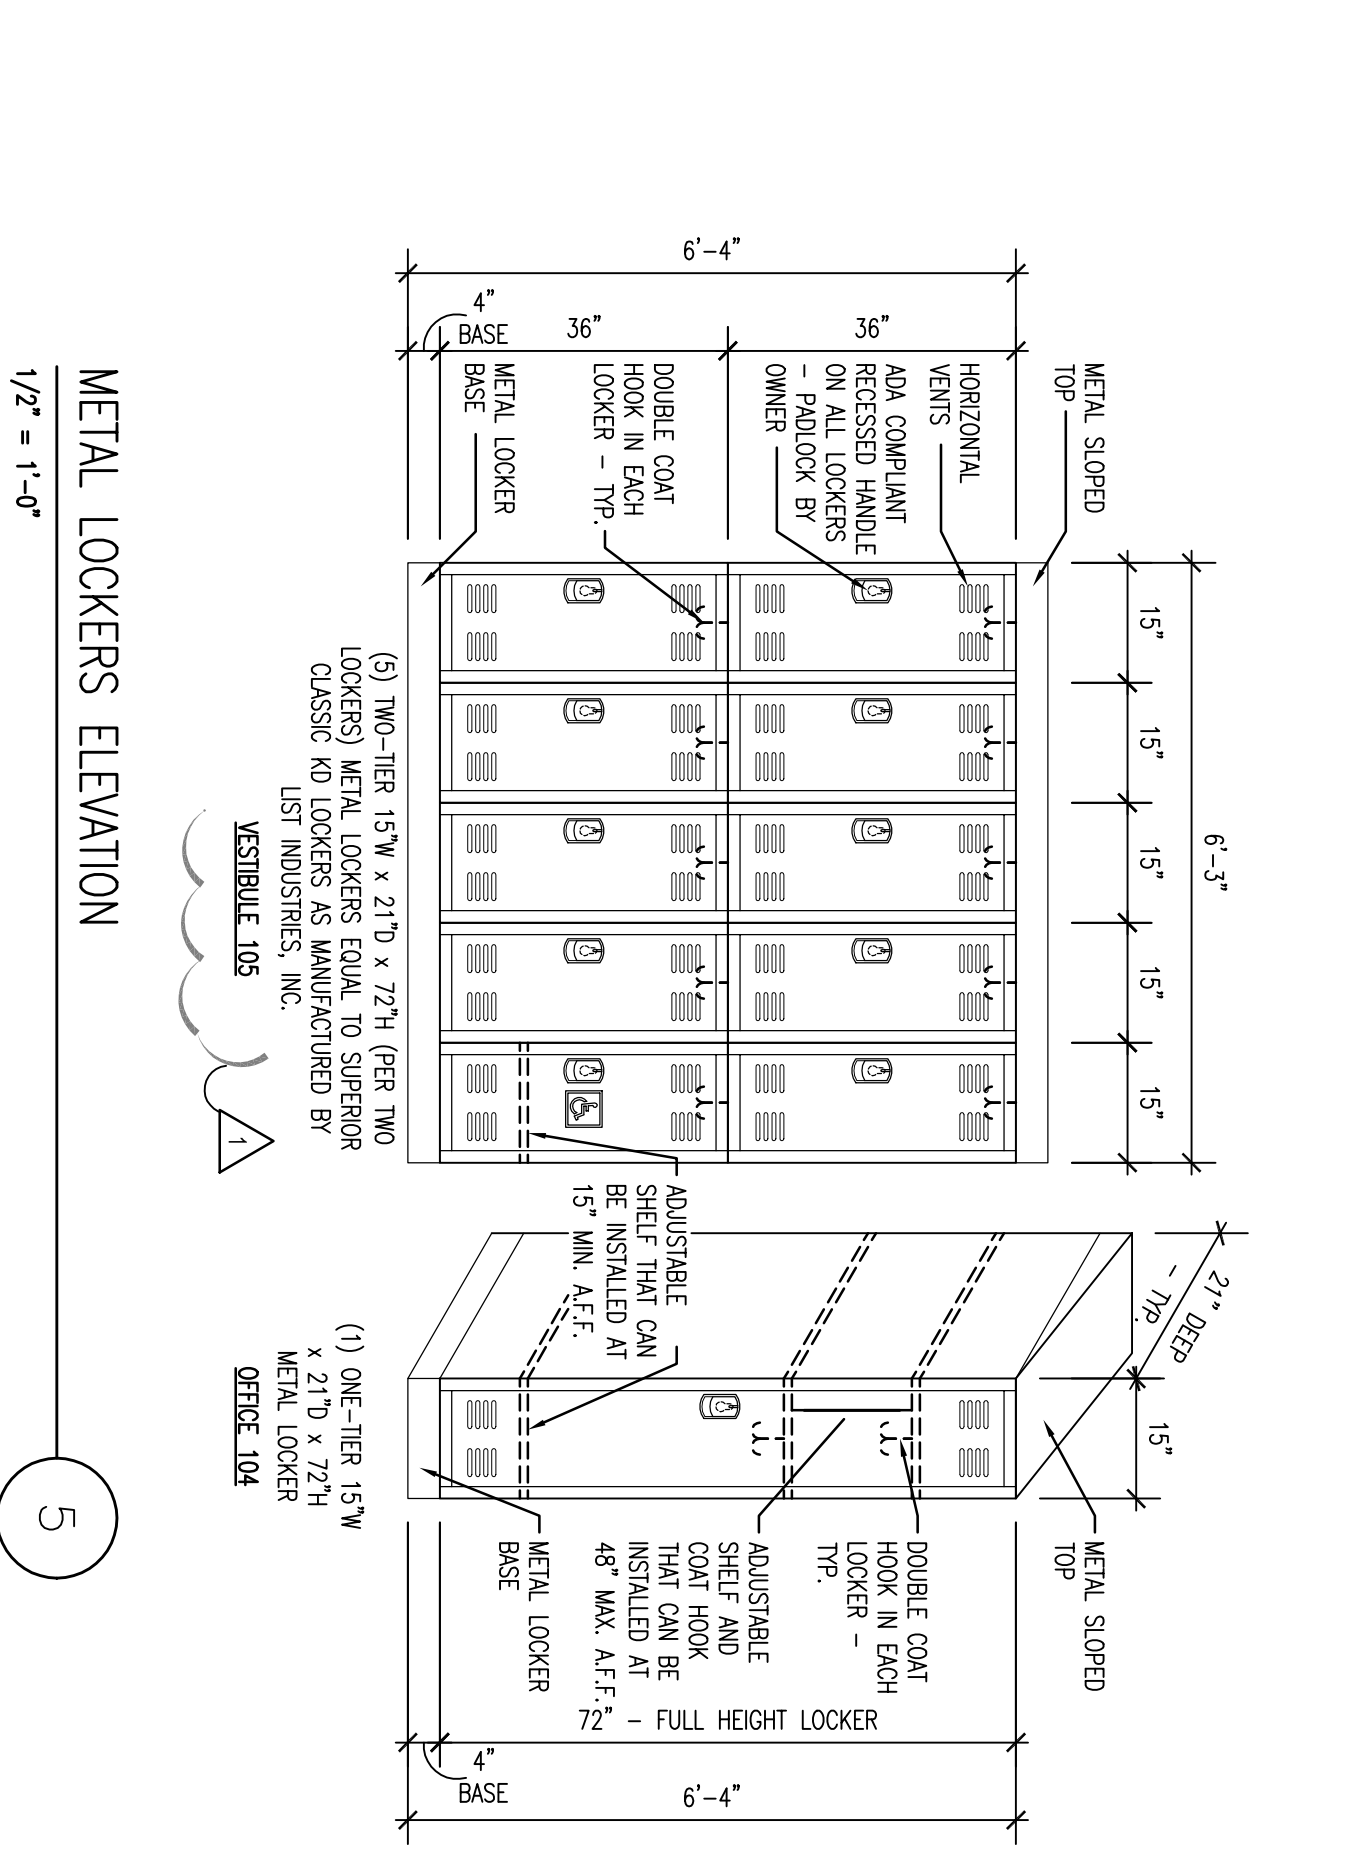 6'-3"
15"
15"
15"
15"
15"
21" DEEP
- TYP.
15"
METAL SLOPED
TOP
HORIZONTAL
VENTS
ADA COMPLIANT
RECESSED HANDLE
ON ALL LOCKERS
- PADLOCK BY
OWNER
DOUBLE COAT
HOOK IN EACH
LOCKER - TYP.
METAL LOCKER
BASE
6'-4"
36"
36"
4"
BASE
ADJUSTABLE
SHELF THAT CAN
BE INSTALLED AT
15" MIN. A.F.F.
METAL SLOPED
TOP
DOUBLE COAT
HOOK IN EACH
LOCKER -
TYP.
ADJUSTABLE
SHELF AND
COAT HOOK
THAT CAN BE
INSTALLED AT
48" MAX. A.F.F.
METAL LOCKER
BASE
72" - FULL HEIGHT LOCKER
4"
BASE
6'-4"
(5) TWO-TIER 15"W x 21"D x 72"H (PER TWO
LOCKERS) METAL LOCKERS EQUAL TO SUPERIOR
CLASSIC KD LOCKERS AS MANUFACTURED BY
LIST INDUSTRIES, INC.
VESTIBULE 105
1
(1) ONE-TIER 15"W
x 21"D x 72"H
METAL LOCKER
OFFICE 104
METAL LOCKERS ELEVATION
1/2" = 1'-0"
5